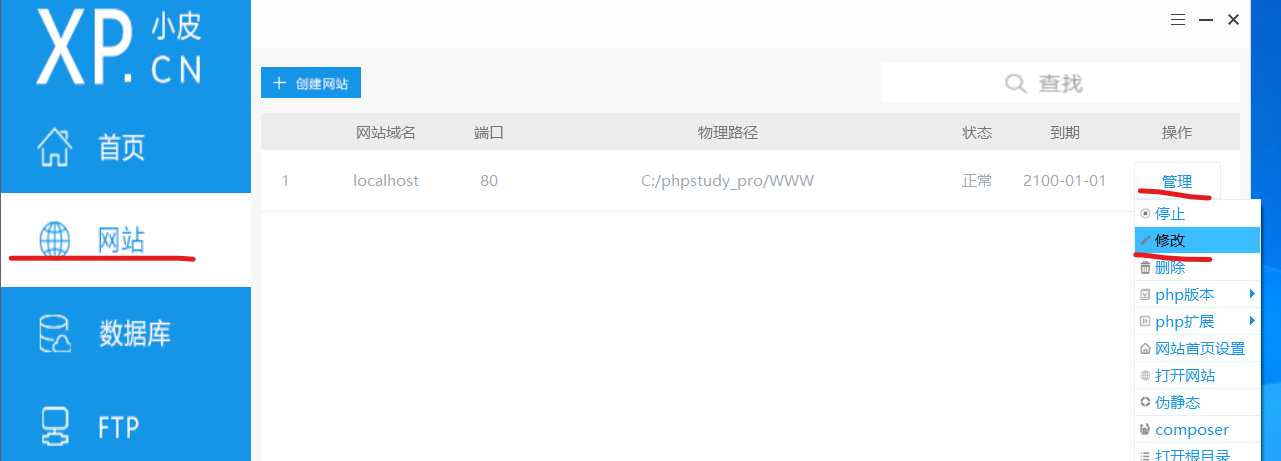 XP.小皮
CN
首页
网站
数据库
FTP
创建网站
查找
网站域名 端口 物理路径 状态 到期 操作
1 localhost 80 C:/phpstudy_pro/WWW 正常 2100-01-01 管理
停止
修改
删除
php版本
php扩展
网站首页设置
打开网站
伪静态
composer
打开根目录